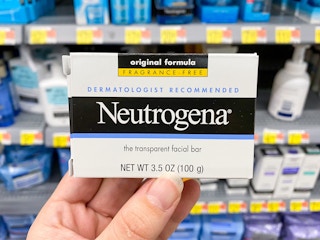 original formula
FRAGRANCE FREE
DERMATOLOGIST RECOMMENDED
Neutrogena®
the transparent facial bar
NET WT 3.5 OZ (100 g)